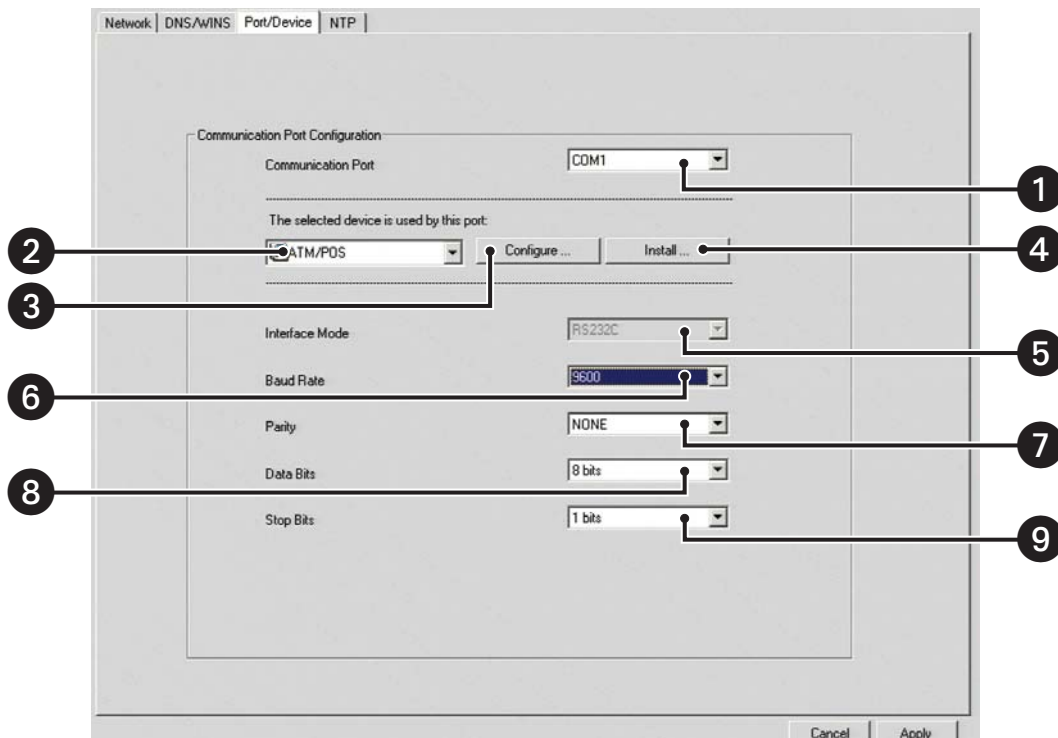 Network DNS/WINS Port/Device NTP
Communication Port Configuration
Communication Port COM1
1
The selected device is used by this port:
2 ATM/POS Configure ... Install ... 4
3
Interface Mode RS232C
5
Baud Rate 9600
6
Parity NONE
7
Data Bits 8 bits
8
Stop Bits 1 bits
9
Cancel Apply